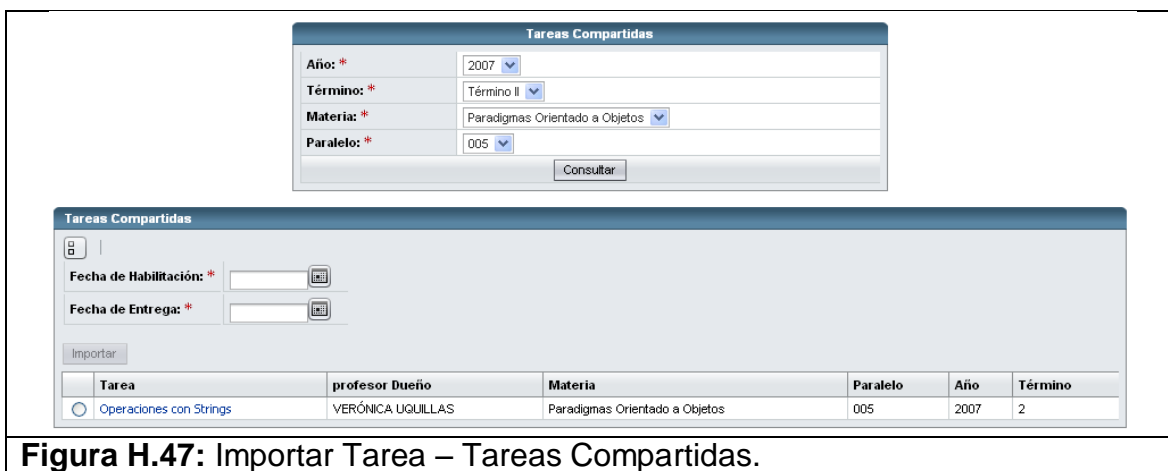 Tareas Compartidas
Año: * 2007
Término: * Término II
Materia: * Paradigmas Orientado a Objetos
Paralelo: * 005
Consultar
Tareas Compartidas
Fecha de Habilitación: *
Fecha de Entrega: *
Importar
Tarea profesor Dueño Materia Paralelo Año Término
Operaciones con Strings VERÓNICA UQUILLAS Paradigmas Orientado a Objetos 005 2007 2
Figura H.47: Importar Tarea – Tareas Compartidas.